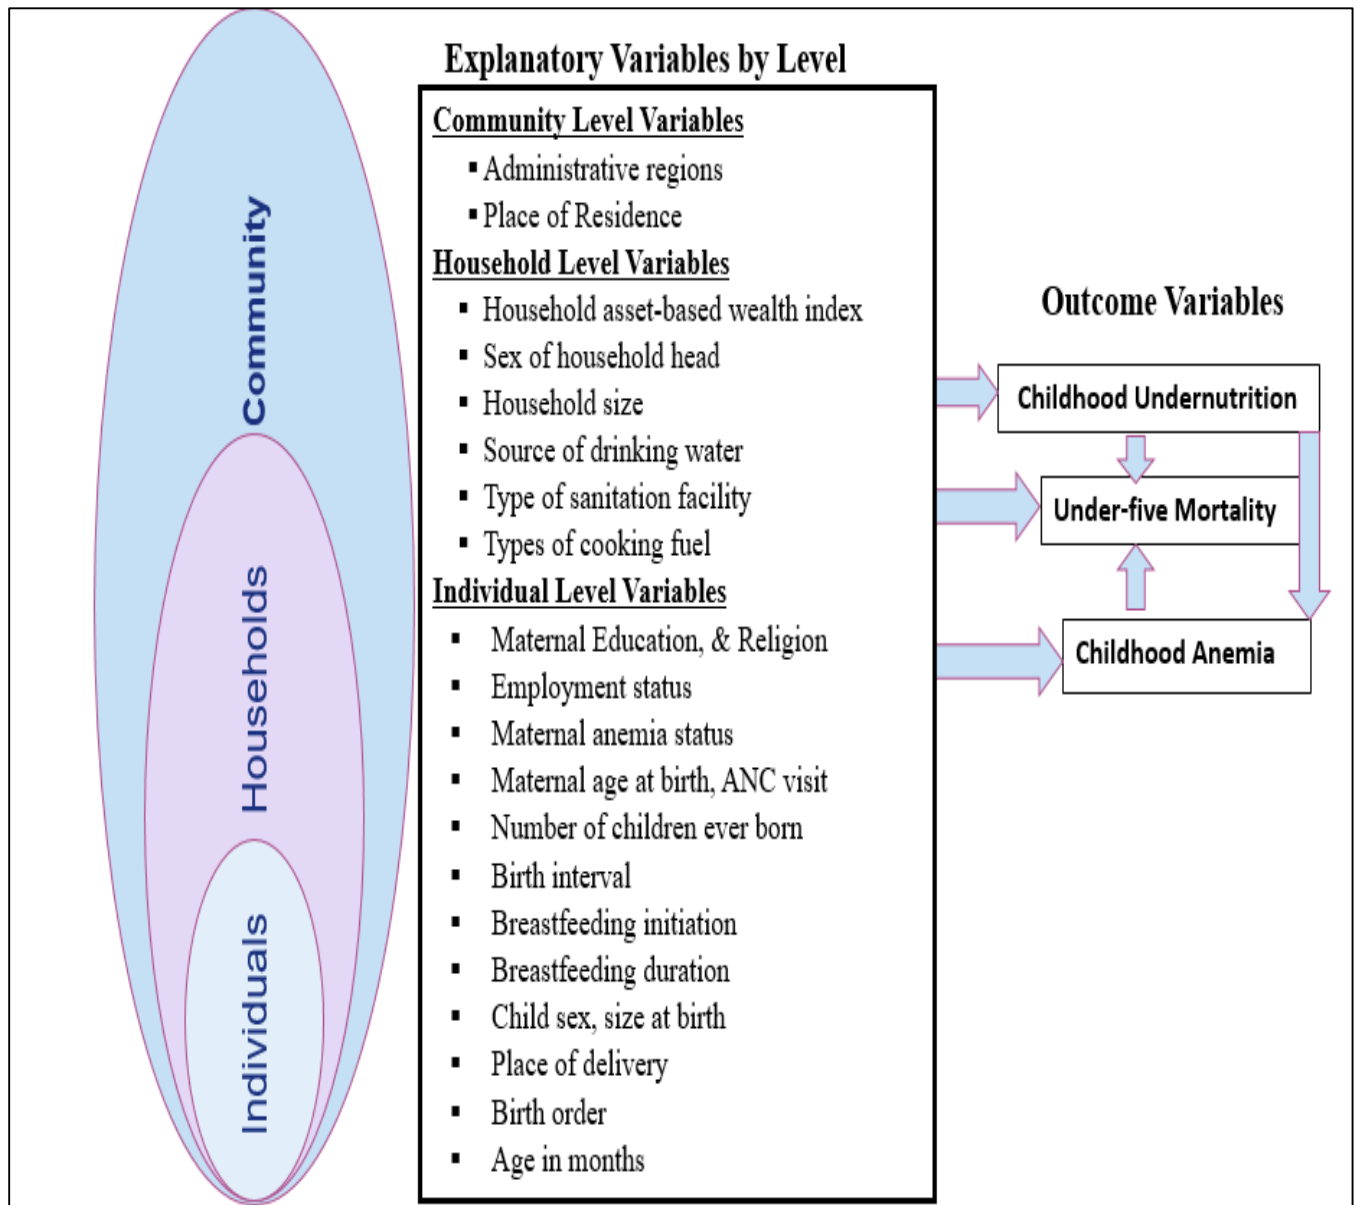 Community
Households
Individuals
Explanatory Variables by Level
Community Level Variables
▪ Administrative regions
▪ Place of Residence
Household Level Variables
▪ Household asset-based wealth index
▪ Sex of household head
▪ Household size
▪ Source of drinking water
▪ Type of sanitation facility
▪ Types of cooking fuel
Individual Level Variables
▪ Maternal Education, & Religion
▪ Employment status
▪ Maternal anemia status
▪ Maternal age at birth, ANC visit
▪ Number of children ever born
▪ Birth interval
▪ Breastfeeding initiation
▪ Breastfeeding duration
▪ Child sex, size at birth
▪ Place of delivery
▪ Birth order
▪ Age in months
Outcome Variables
Childhood Undernutrition
Under-five Mortality
Childhood Anemia